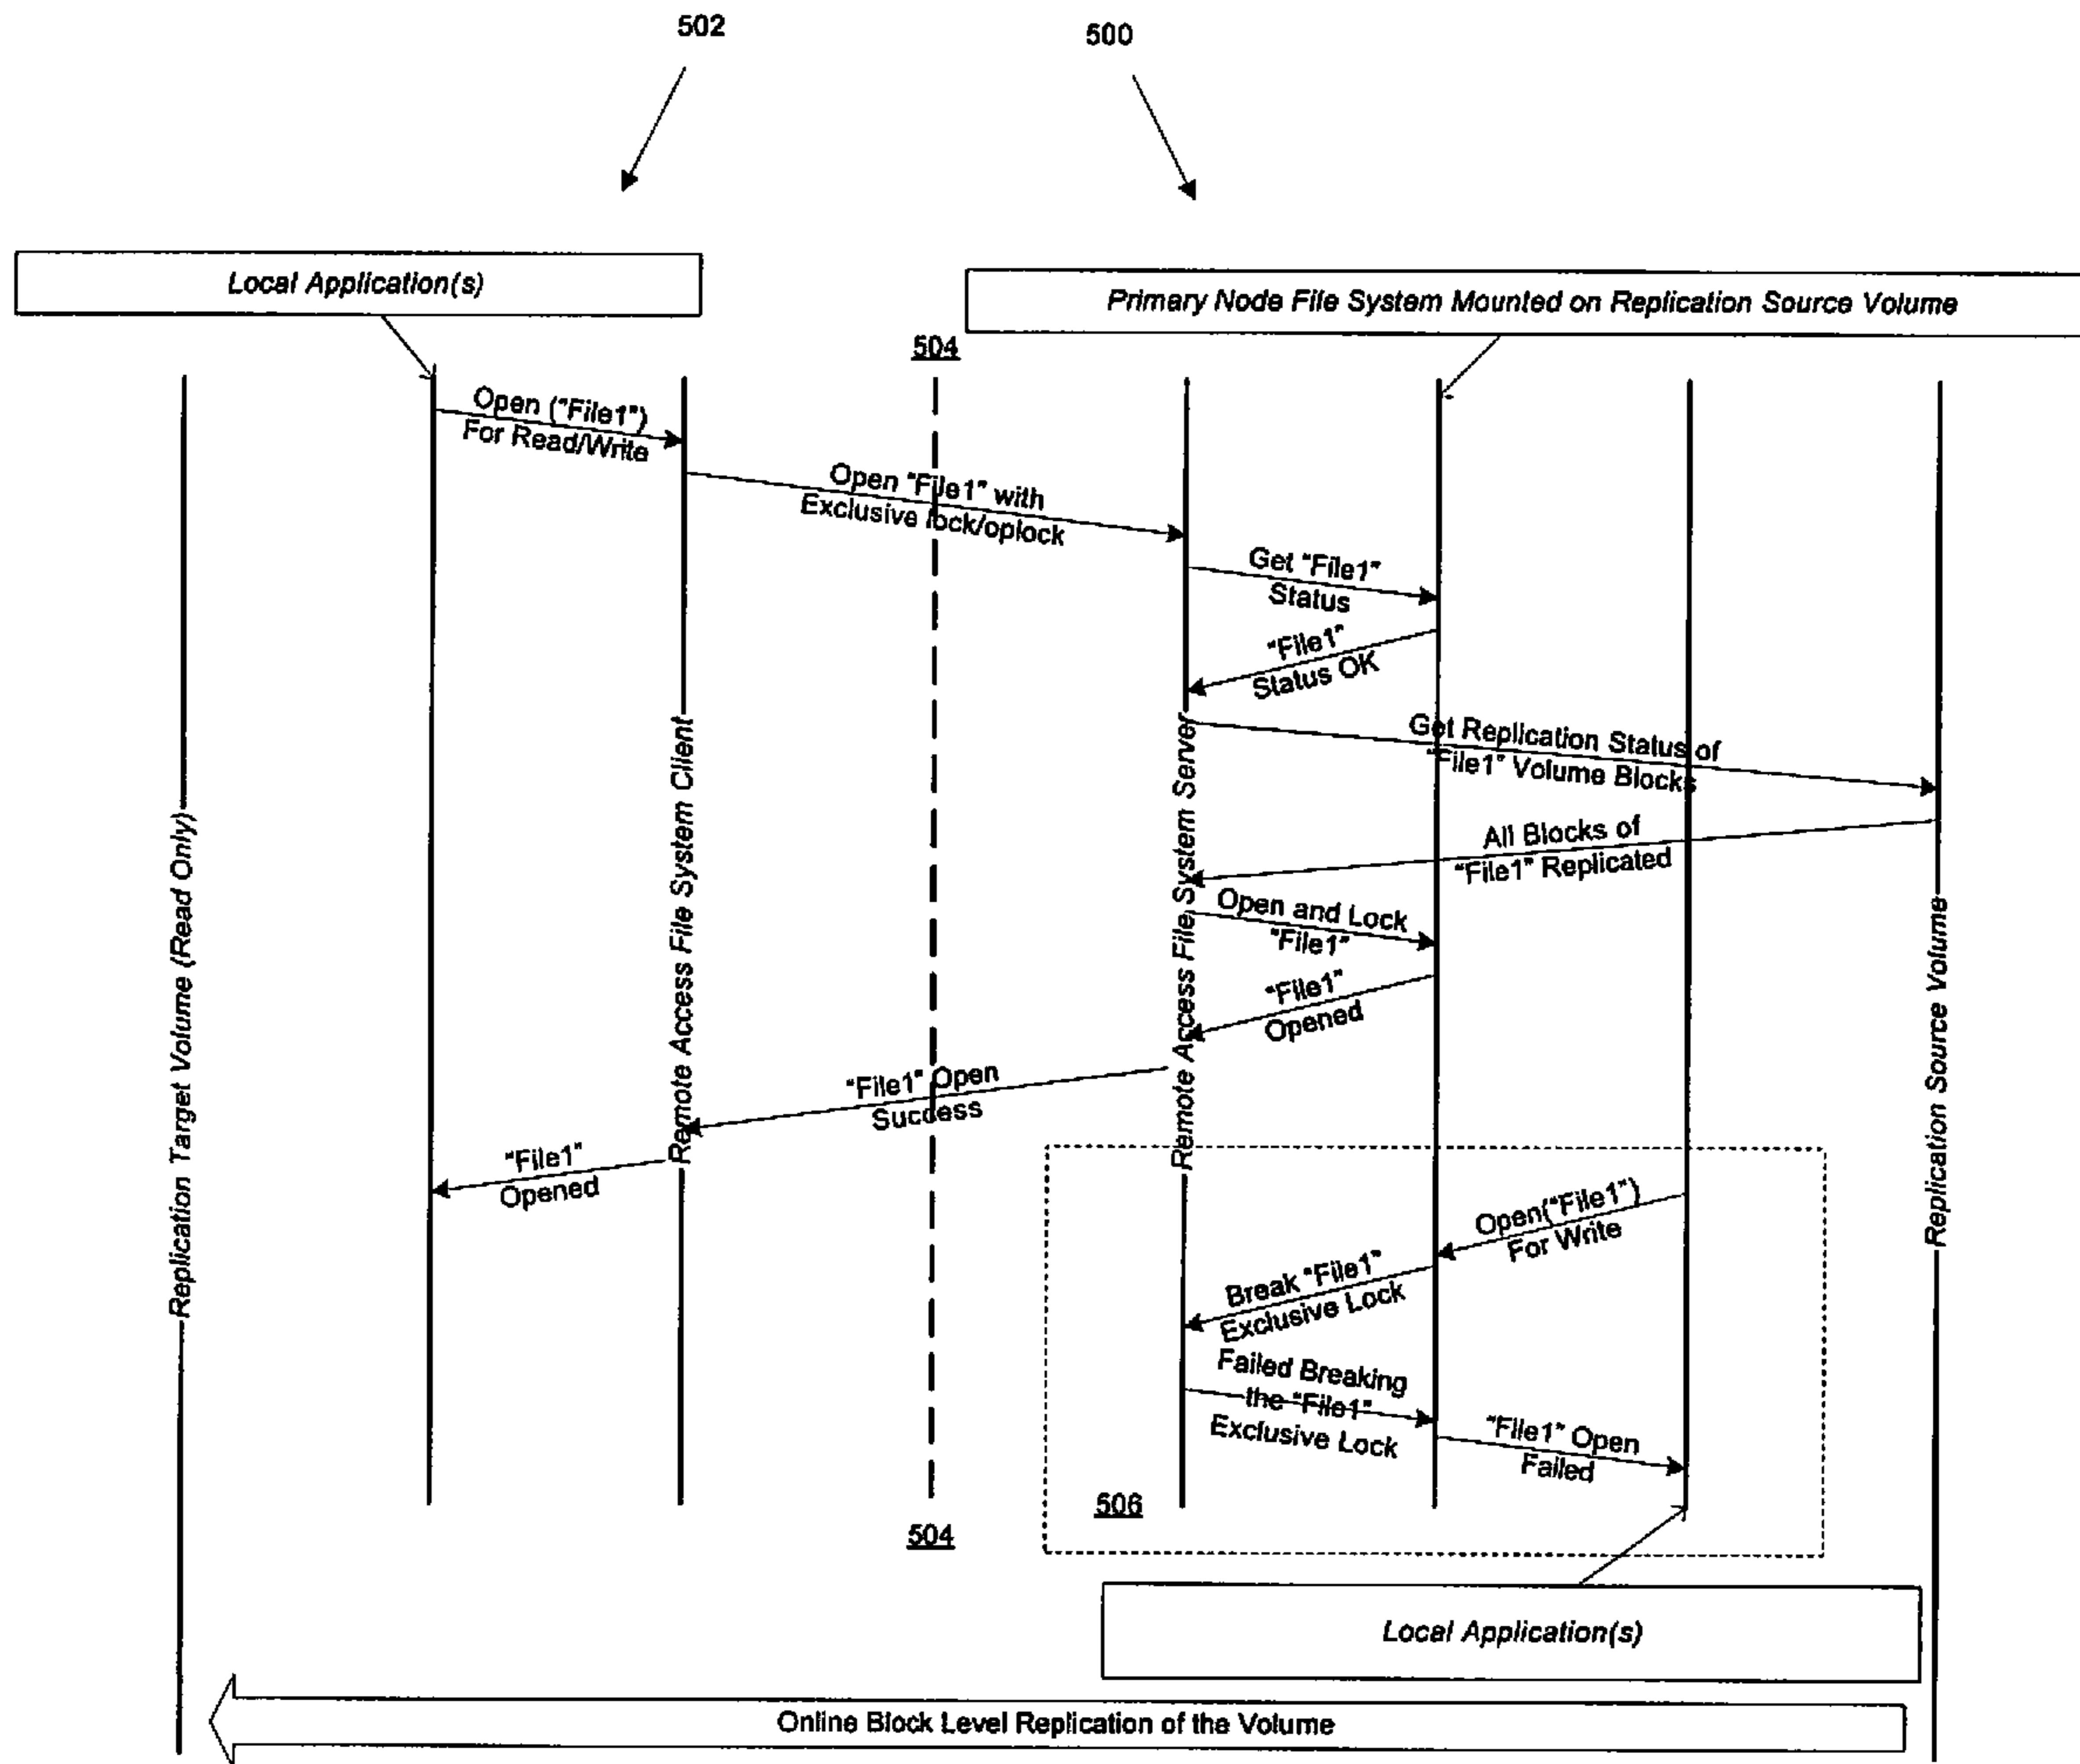 502
500
Local Application(s)
Primary Node File System Mounted on Replication Source Volume
504
Open ("File1")
For Read/Write
Open "File1" with
Exclusive lock/oplock
Get "File1"
Status
"File1"
Status OK
Get Replication Status of
"File1" Volume Blocks
All Blocks of
"File1" Replicated
Open and Lock
"File1"
"File1"
Opened
"File1" Open
Success
"File1"
Opened
Replication Target Volume (Read Only)
Remote Access File System Client
Remote Access File System Server
Replication Source Volume
Open("File1")
For Write
Break "File1"
Exclusive Lock
Failed Breaking
the "File1"
Exclusive Lock
"File1" Open
Failed
506
504
Local Application(s)
Online Block Level Replication of the Volume